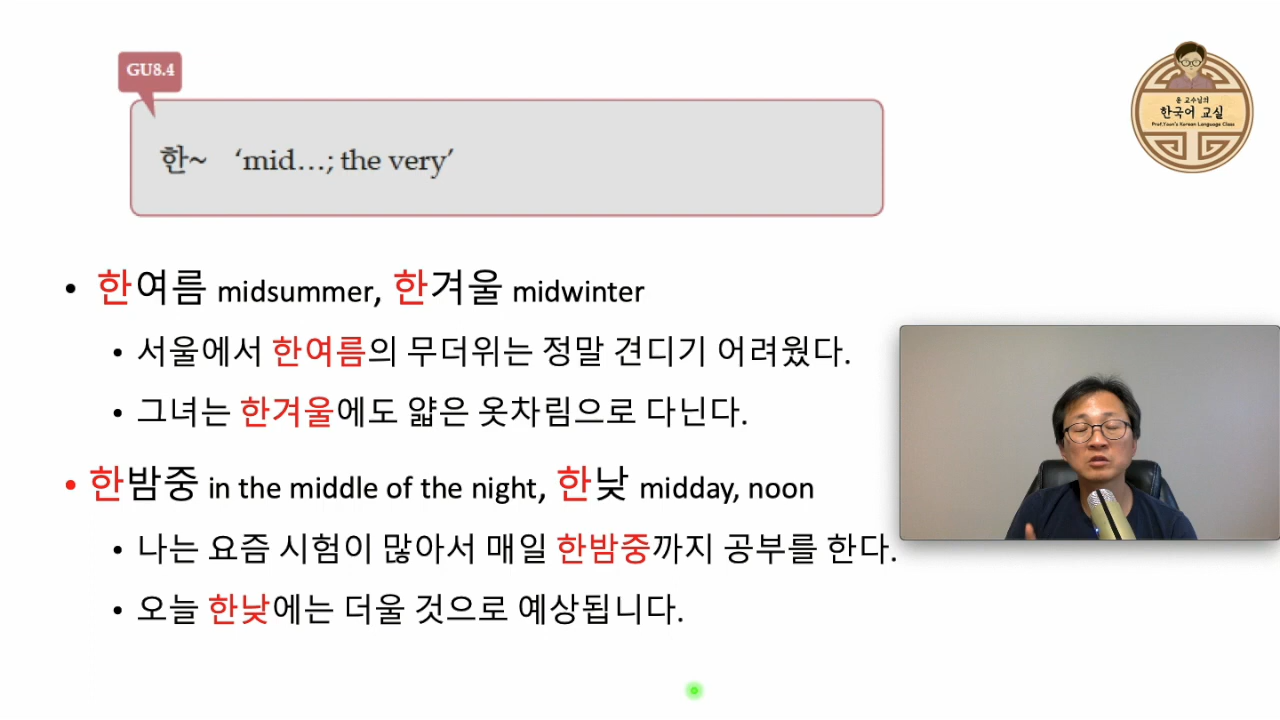 GU8.4
한~ ‘mid…; the very’
윤 교수님의
한국어 교실
Prof.Yoon's Korean Language Class
• 한여름 midsummer, 한겨울 midwinter
• 서울에서 한여름의 무더위는 정말 견디기 어려웠다.
• 그녀는 한겨울에도 얇은 옷차림으로 다닌다.
• 한밤중 in the middle of the night, 한낮 midday, noon
• 나는 요즘 시험이 많아서 매일 한밤중까지 공부를 한다.
• 오늘 한낮에는 더울 것으로 예상됩니다.